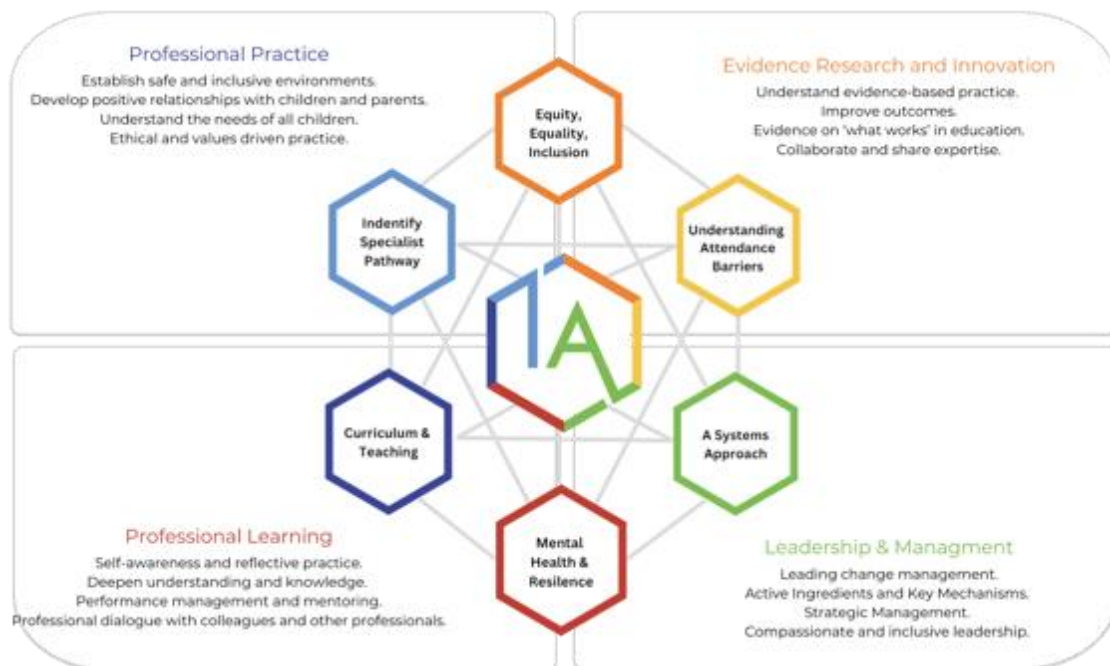 Professional Practice
Establish safe and inclusive environments.
Develop positive relationships with children and parents.
Understand the needs of all children.
Ethical and values driven practice.
Evidence Research and Innovation
Understand evidence-based practice.
Improve outcomes.
Evidence on 'what works' in education.
Collaborate and share expertise.
Equity,
Equality,
Inclusion
Indentify
Specialist
Pathway
Understanding
Attendance
Barriers
1A
Curriculum &
Teaching
A Systems
Approach
Mental
Health &
Resilence
Professional Learning
Self-awareness and reflective practice.
Deepen understanding and knowledge.
Performance management and mentoring.
Professional dialogue with colleagues and other professionals.
Leadership & Managment
Leading change management.
Active Ingredients and Key Mechanisms.
Strategic Management.
Compassionate and inclusive leadership.